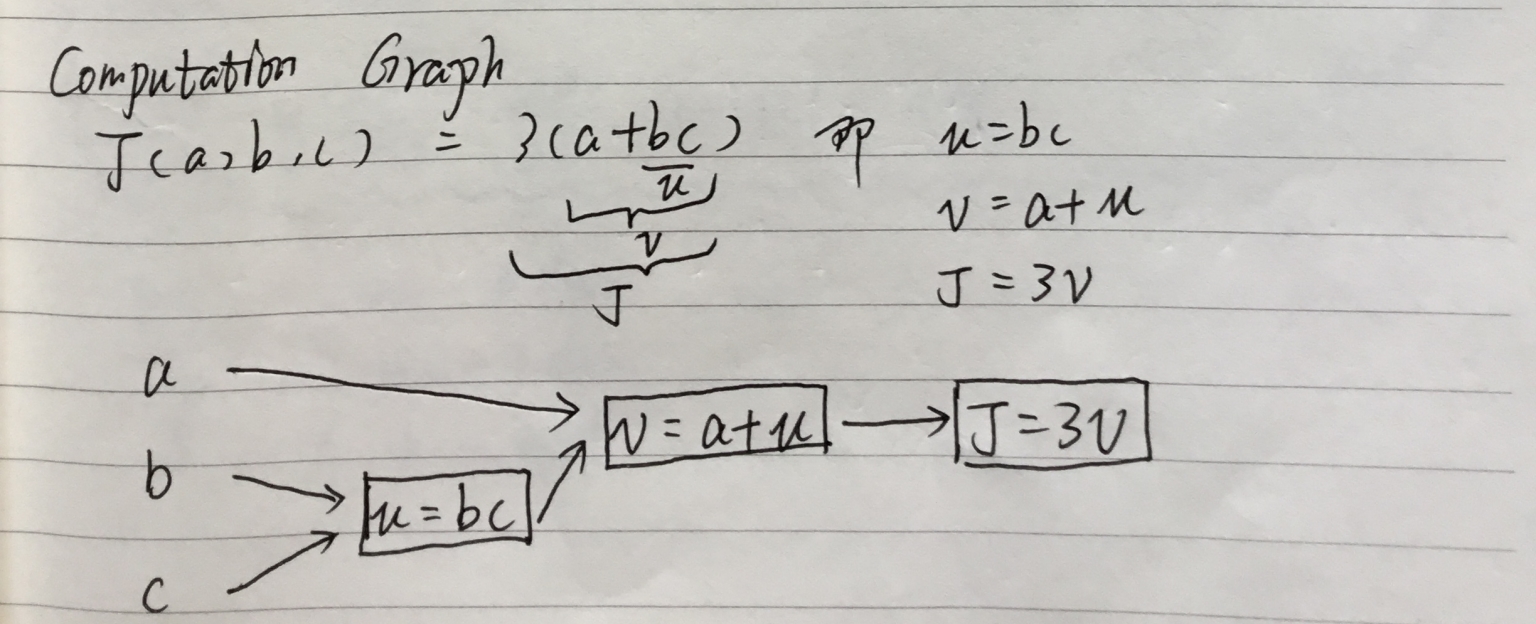 Computation Graph
J(a,b,c) = 3(a+bc) 即 u=bc
u
v = a+u
v
J = 3v
J
a
v = a+u
J=3v
b
u=bc
c